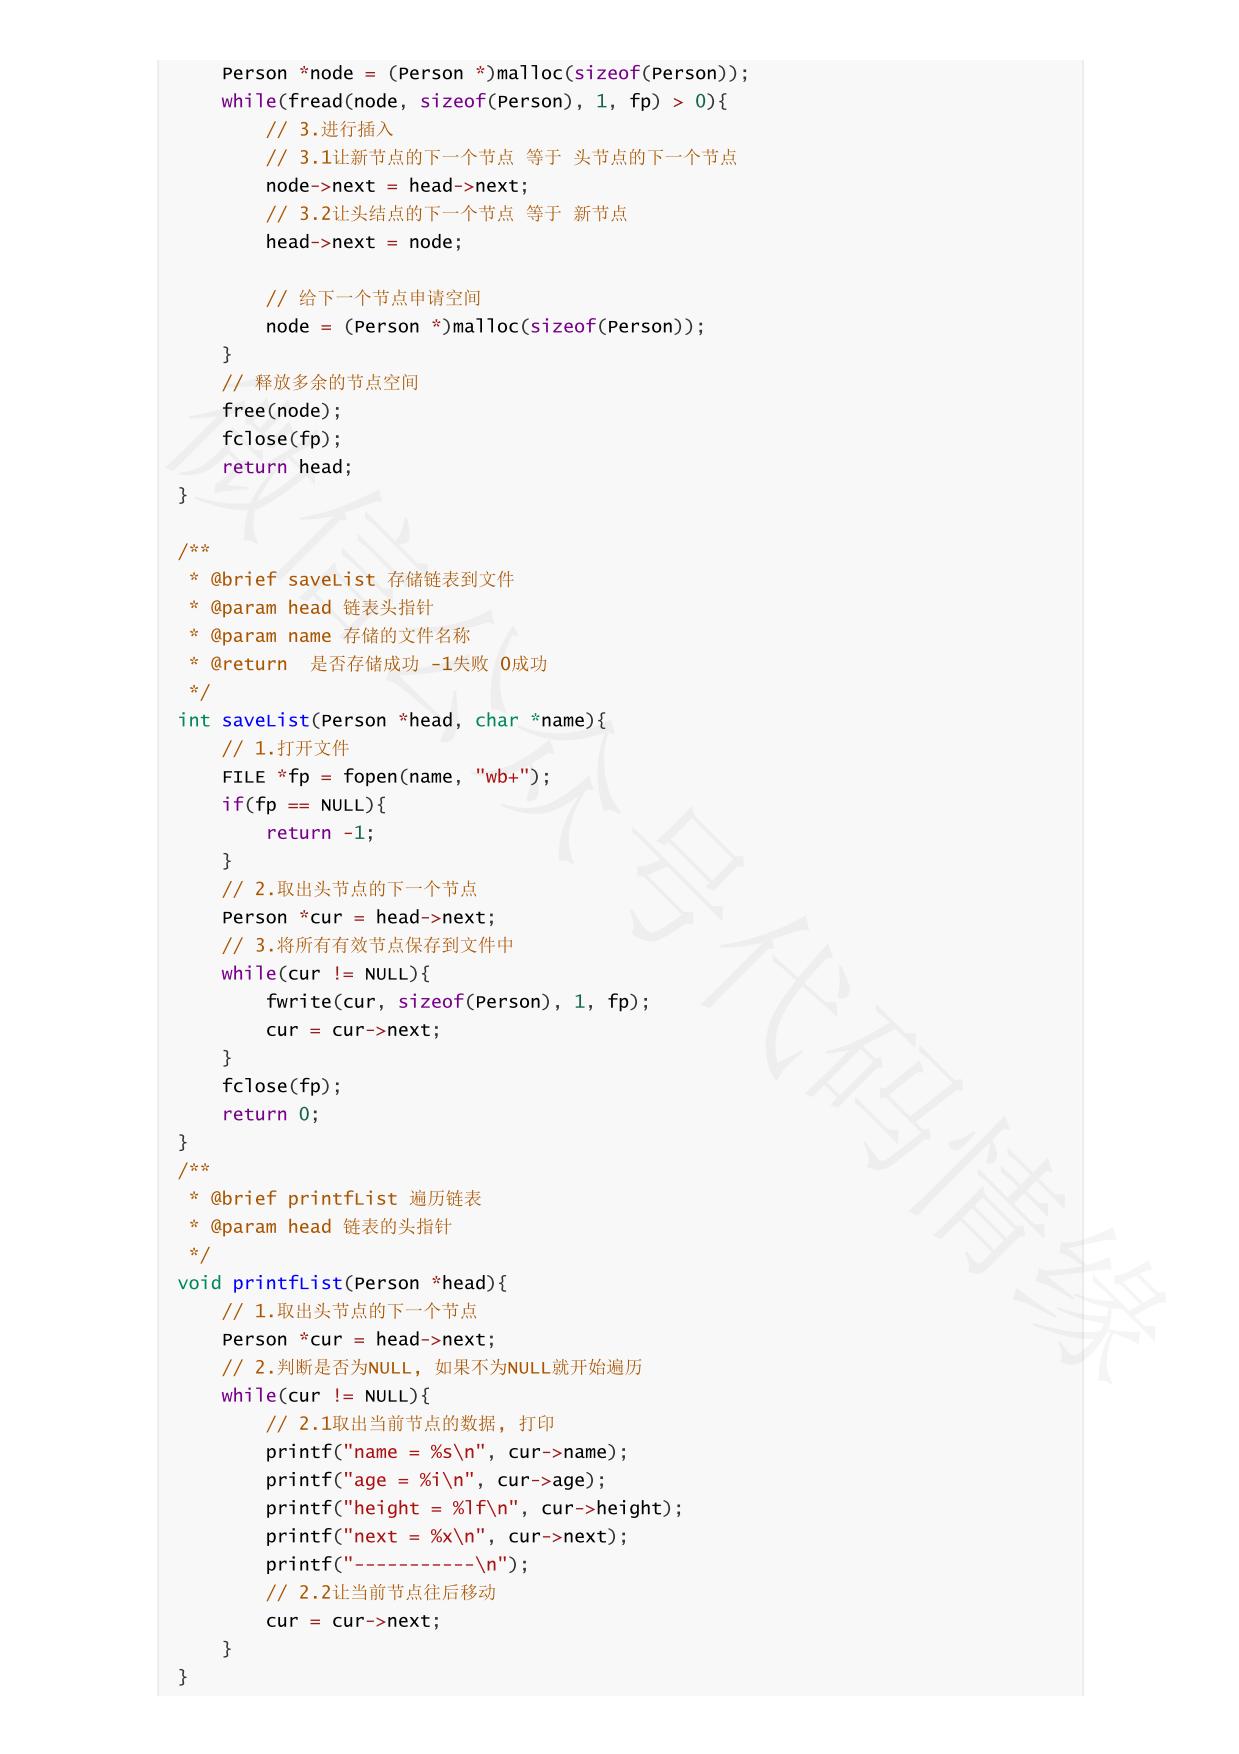 Person *node = (Person *)malloc(sizeof(Person));
    while(fread(node, sizeof(Person), 1, fp) > 0){
        // 3.进行插入
        // 3.1让新节点的下一个节点 等于 头节点的下一个节点
        node->next = head->next;
        // 3.2让头结点的下一个节点 等于 新节点
        head->next = node;

        // 给下一个节点申请空间
        node = (Person *)malloc(sizeof(Person));
    }
    // 释放多余的节点空间
    free(node);
    fclose(fp);
    return head;
}

/**
 * @brief saveList 存储链表到文件
 * @param head 链表头指针
 * @param name 存储的文件名称
 * @return  是否存储成功 -1失败 0成功
 */
int saveList(Person *head, char *name){
    // 1.打开文件
    FILE *fp = fopen(name, "wb+");
    if(fp == NULL){
        return -1;
    }
    // 2.取出头节点的下一个节点
    Person *cur = head->next;
    // 3.将所有有效节点保存到文件中
    while(cur != NULL){
        fwrite(cur, sizeof(Person), 1, fp);
        cur = cur->next;
    }
    fclose(fp);
    return 0;
}
/**
 * @brief printfList 遍历链表
 * @param head 链表的头指针
 */
void printfList(Person *head){
    // 1.取出头节点的下一个节点
    Person *cur = head->next;
    // 2.判断是否为NULL, 如果不为NULL就开始遍历
    while(cur != NULL){
        // 2.1取出当前节点的数据, 打印
        printf("name = %s\n", cur->name);
        printf("age = %i\n", cur->age);
        printf("height = %lf\n", cur->height);
        printf("next = %x\n", cur->next);
        printf("-----------\n");
        // 2.2让当前节点往后移动
        cur = cur->next;
    }
}
微信公众号代码情缘